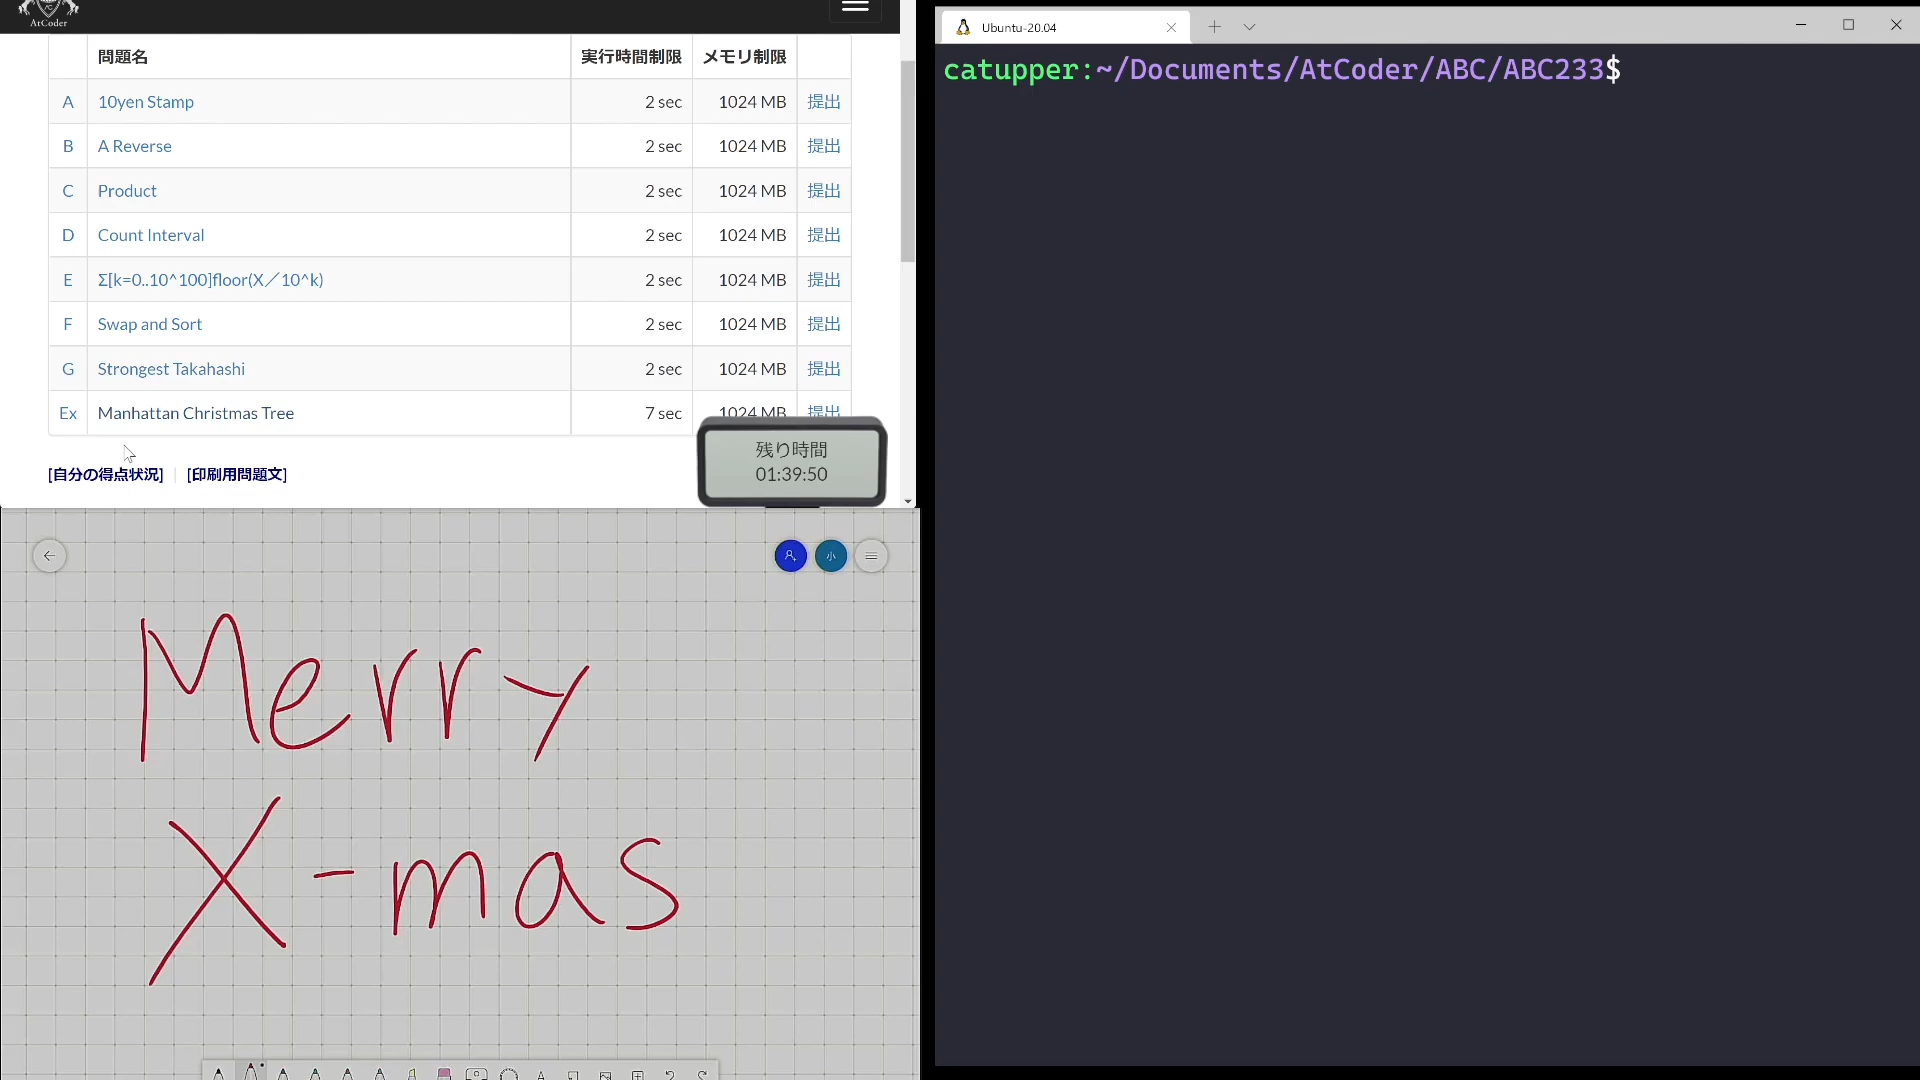 AtCoder
問題名 実行時間制限 メモリ制限
A 10yen Stamp 2 sec 1024 MB 提出
B A Reverse 2 sec 1024 MB 提出
C Product 2 sec 1024 MB 提出
D Count Interval 2 sec 1024 MB 提出
E Σ[k=0..10^100]floor(X／10^k) 2 sec 1024 MB 提出
F Swap and Sort 2 sec 1024 MB 提出
G Strongest Takahashi 2 sec 1024 MB 提出
Ex Manhattan Christmas Tree 7 sec 1024 MB 提出
残り時間
01:39:50
[自分の得点状況] | [印刷用問題文]
小
Merry
X-mas
Ubuntu-20.04
catupper:~/Documents/AtCoder/ABC/ABC233$